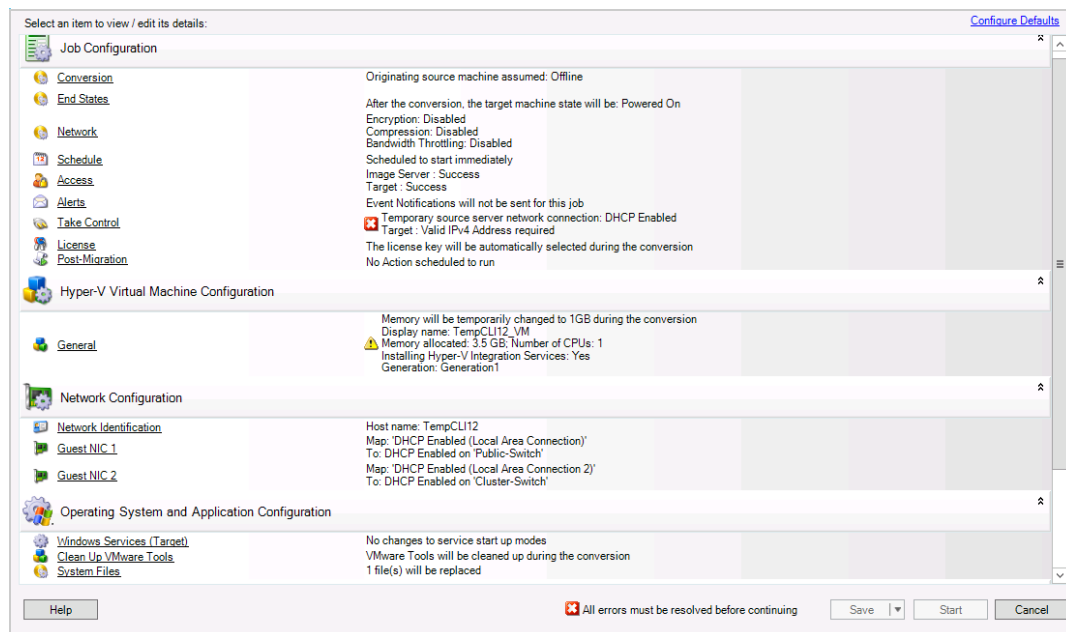 Select an item to view / edit its details:
Configure Defaults
Job Configuration
Conversion
Originating source machine assumed: Offline
End States
After the conversion, the target machine state will be: Powered On
Network
Encryption: Disabled
Compression: Disabled
Bandwidth Throttling: Disabled
Schedule
Scheduled to start immediately
Access
Image Server : Success
Target : Success
Alerts
Event Notifications will not be sent for this job
Take Control
Temporary source server network connection: DHCP Enabled
Target : Valid IPv4 Address required
License
The license key will be automatically selected during the conversion
Post-Migration
No Action scheduled to run
Hyper-V Virtual Machine Configuration
General
Memory will be temporarily changed to 1GB during the conversion
Display name: TempCLI12_VM
Memory allocated: 3.5 GB; Number of CPUs: 1
Installing Hyper-V Integration Services: Yes
Generation: Generation1
Network Configuration
Network Identification
Host name: TempCLI12
Guest NIC 1
Map: 'DHCP Enabled (Local Area Connection)'
To: DHCP Enabled on 'Public-Switch'
Guest NIC 2
Map: 'DHCP Enabled (Local Area Connection 2)'
To: DHCP Enabled on 'Cluster-Switch'
Operating System and Application Configuration
Windows Services (Target)
No changes to service start up modes
Clean Up VMware Tools
VMware Tools will be cleaned up during the conversion
System Files
1 file(s) will be replaced
Help
All errors must be resolved before continuing
Save
Start
Cancel